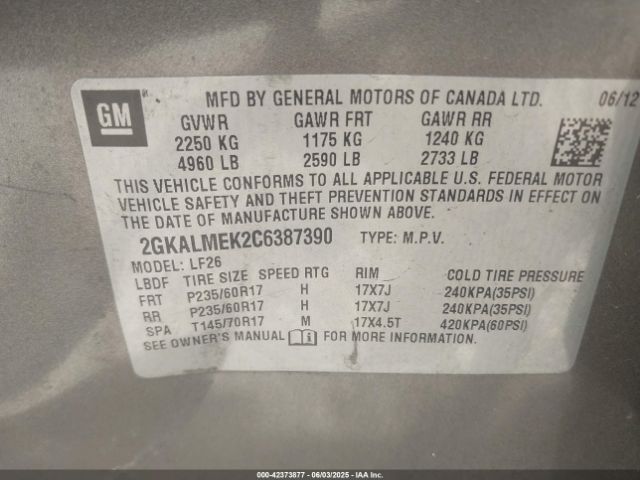 GM
MFD BY GENERAL MOTORS OF CANADA LTD. 06/12
GVWR GAWR FRT GAWR RR
2250 KG 1175 KG 1240 KG
4960 LB 2590 LB 2733 LB
THIS VEHICLE CONFORMS TO ALL APPLICABLE U.S. FEDERAL MOTOR
VEHICLE SAFETY AND THEFT PREVENTION STANDARDS IN EFFECT ON
THE DATE OF MANUFACTURE SHOWN ABOVE.
2GKALMEK2C6387390 TYPE: M.P.V.
MODEL: LF26
LBDF TIRE SIZE SPEED RTG RIM COLD TIRE PRESSURE
FRT P235/60R17 H 17X7J 240KPA(35PSI)
RR P235/60R17 H 17X7J 240KPA(35PSI)
SPA T145/70R17 M 17X4.5T 420KPA(60PSI)
SEE OWNER'S MANUAL FOR MORE INFORMATION.
00-42373877 - 06/03/2025 - IAAI.COM